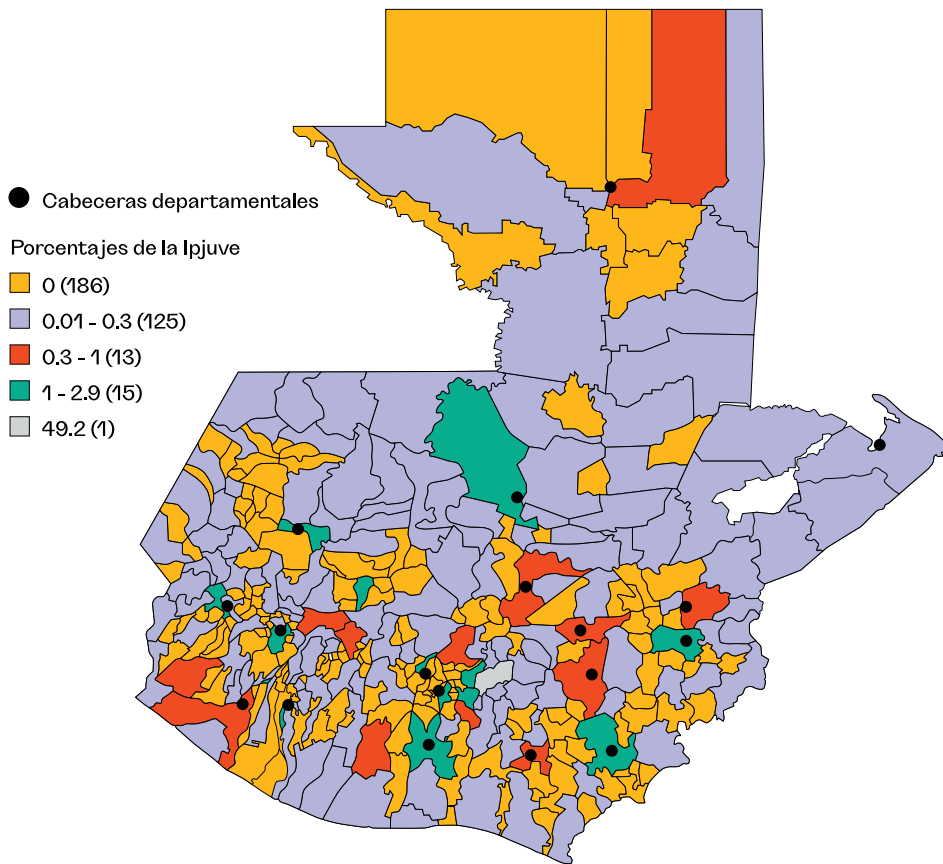 Cabeceras departamentales
Porcentajes de la Ipjuve
0 (186)
0.01 - 0.3 (125)
0.3 - 1 (13)
1 - 2.9 (15)
49.2 (1)